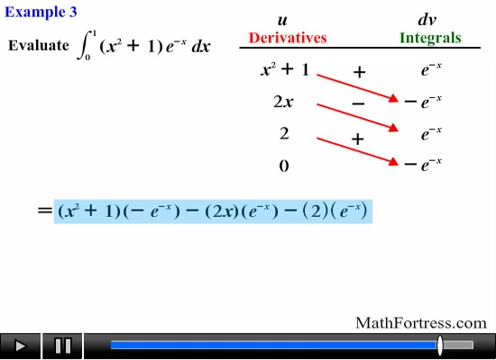 Example 3
Evaluate ∫₀¹ (x² + 1) e⁻ˣ dx
u dv
Derivatives Integrals
x² + 1 + e⁻ˣ
2x − − e⁻ˣ
2 + e⁻ˣ
0 − e⁻ˣ
= (x² + 1)(− e⁻ˣ) − (2x)(e⁻ˣ) − (2)(e⁻ˣ)
MathFortress.com